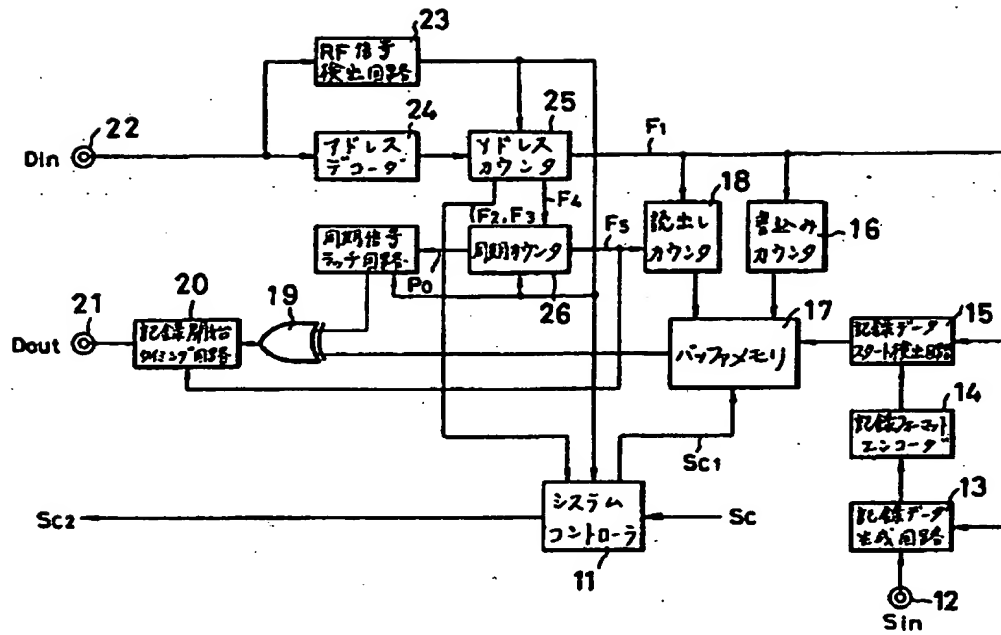 23
RF信号
検出回路
22
Din
24
アドレス
デコーダ
25
アドレス
カウンタ
F1
F2, F3
F4
18
読出し
カウンタ
書込み
カウンタ
16
同期信号
ラッチ回路
P0
同期カウンタ
26
F5
21
Dout
20
記録開始
タイミング回路
19
17
バッファメモリ
15
記録データ
スタート検出回路
14
記録フォーマット
エンコーダ
Sc1
Sc2
システム
コントローラ
11
Sc
13
記録データ
生成回路
12
Sin